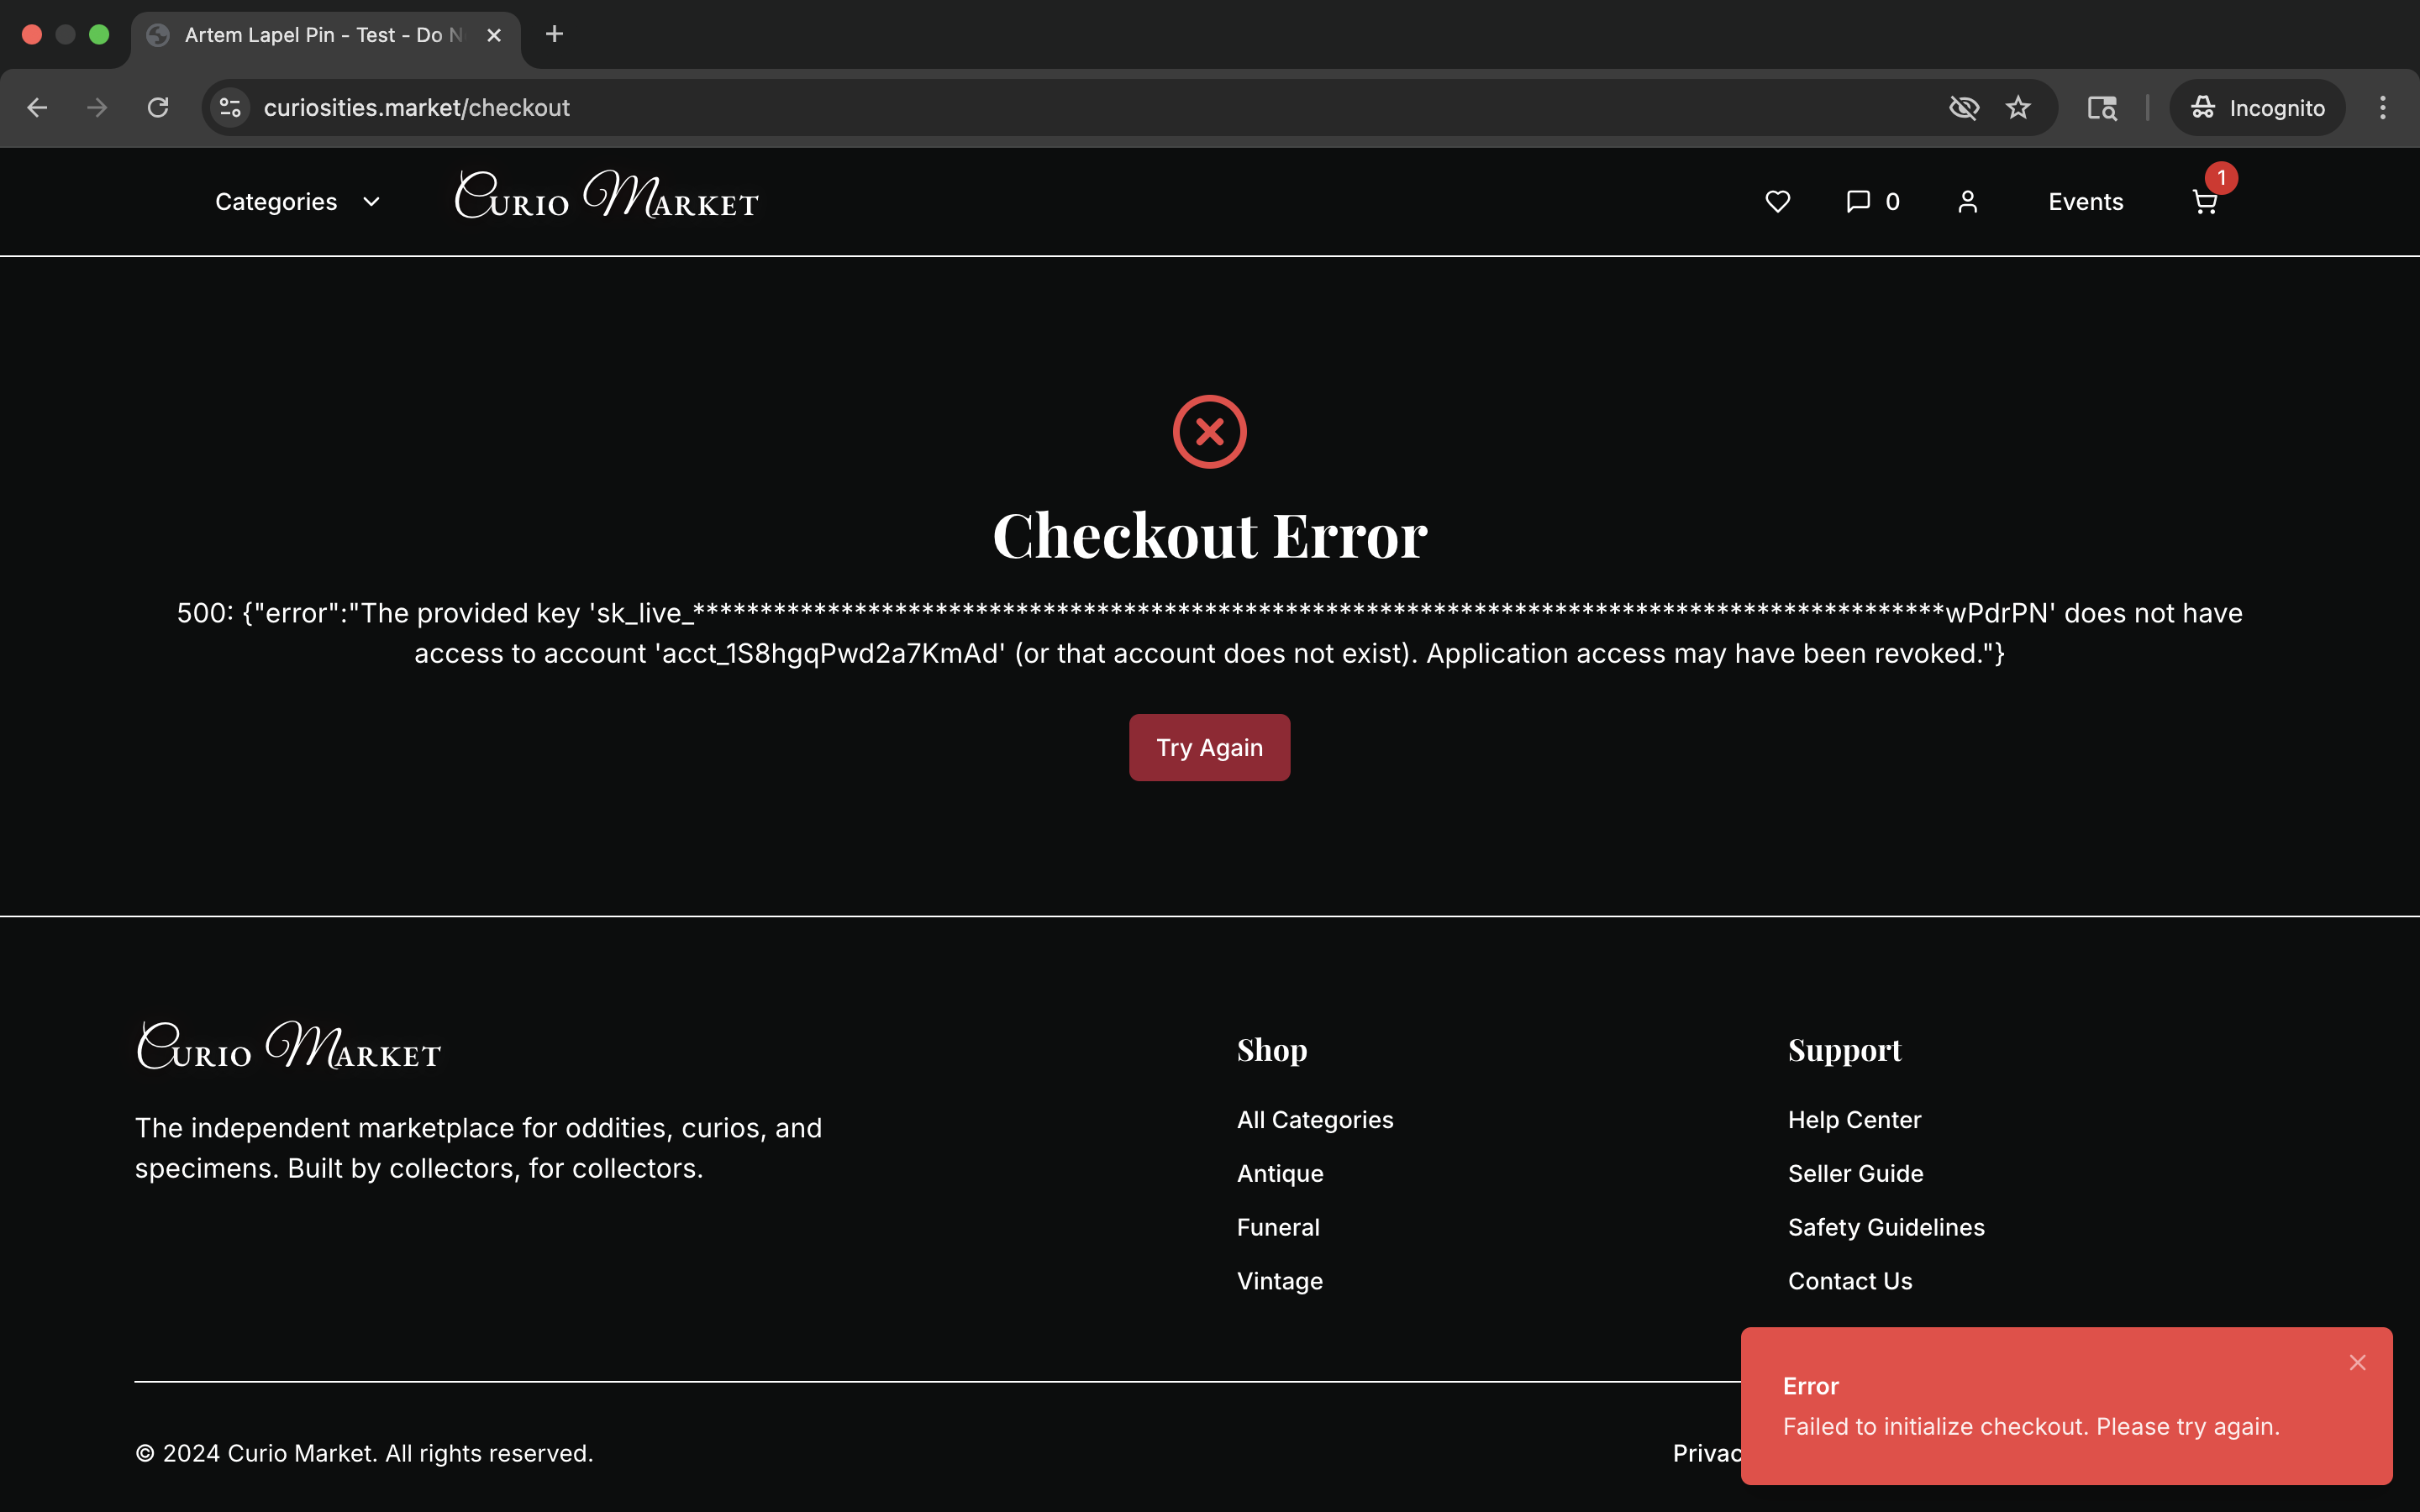 Artem Lapel Pin - Test - Do N
curiosities.market/checkout
Incognito
Categories
Curio Market
0
Events
1
Checkout Error
500: {"error":"The provided key 'sk_live_*********************************************************************************************wPdrPN' does not have
access to account 'acct_1S8hgqPwd2a7KmAd' (or that account does not exist). Application access may have been revoked."}
Try Again
Curio Market
The independent marketplace for oddities, curios, and
specimens. Built by collectors, for collectors.
Shop
All Categories
Antique
Funeral
Vintage
Support
Help Center
Seller Guide
Safety Guidelines
Contact Us
© 2024 Curio Market. All rights reserved.
Privac
Error
Failed to initialize checkout. Please try again.